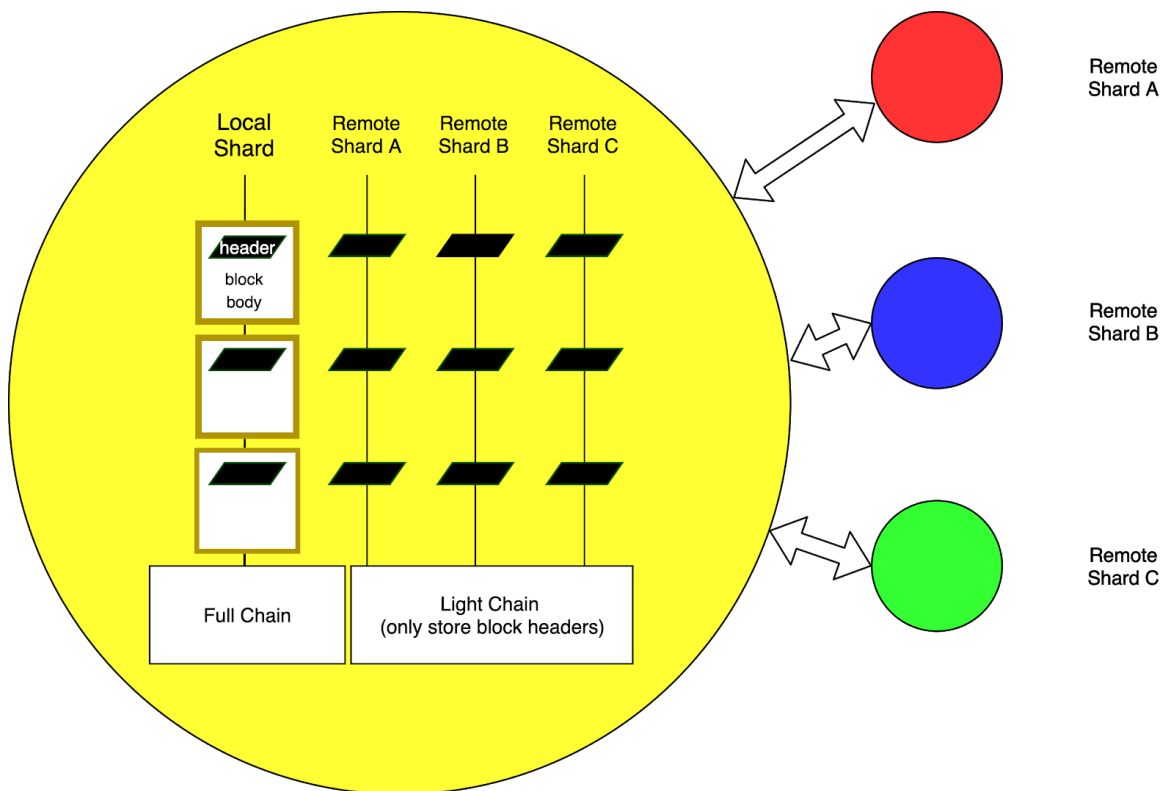 Local
Shard
Remote
Shard A
Remote
Shard B
Remote
Shard C
header
block
body
Full Chain
Light Chain
(only store block headers)
Remote
Shard A
Remote
Shard B
Remote
Shard C